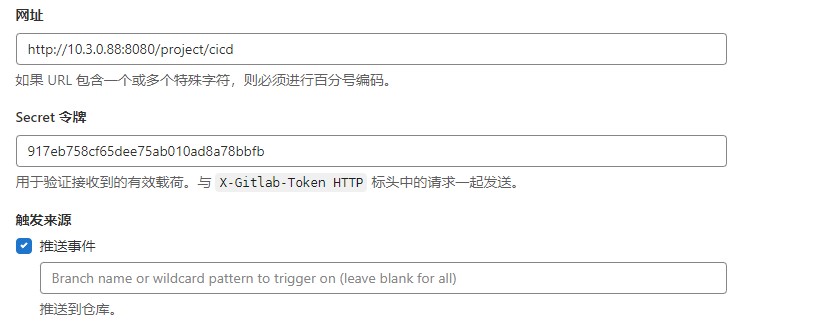 网址
http://10.3.0.88:8080/project/cicd
如果 URL 包含一个或多个特殊字符，则必须进行百分号编码。
Secret 令牌
917eb758cf65dee75ab010ad8a78bbfb
用于验证接收到的有效载荷。与 X-Gitlab-Token HTTP 标头中的请求一起发送。
触发来源
推送事件
Branch name or wildcard pattern to trigger on (leave blank for all)
推送到仓库。